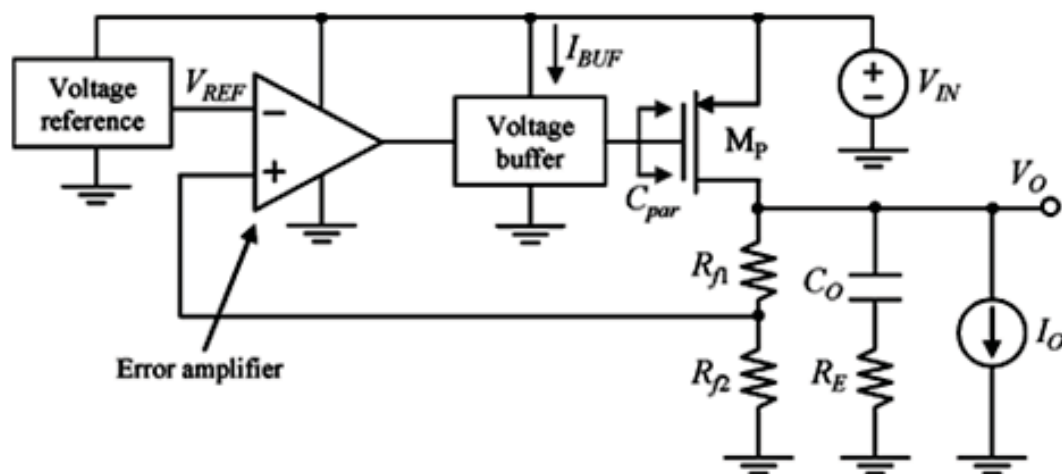 I_BUF
Voltage
reference
V_REF
−
+
Voltage
buffer
C_par
M_P
+
−
V_IN
V_O
R_f1
C_O
I_O
Error amplifier
R_f2
R_E